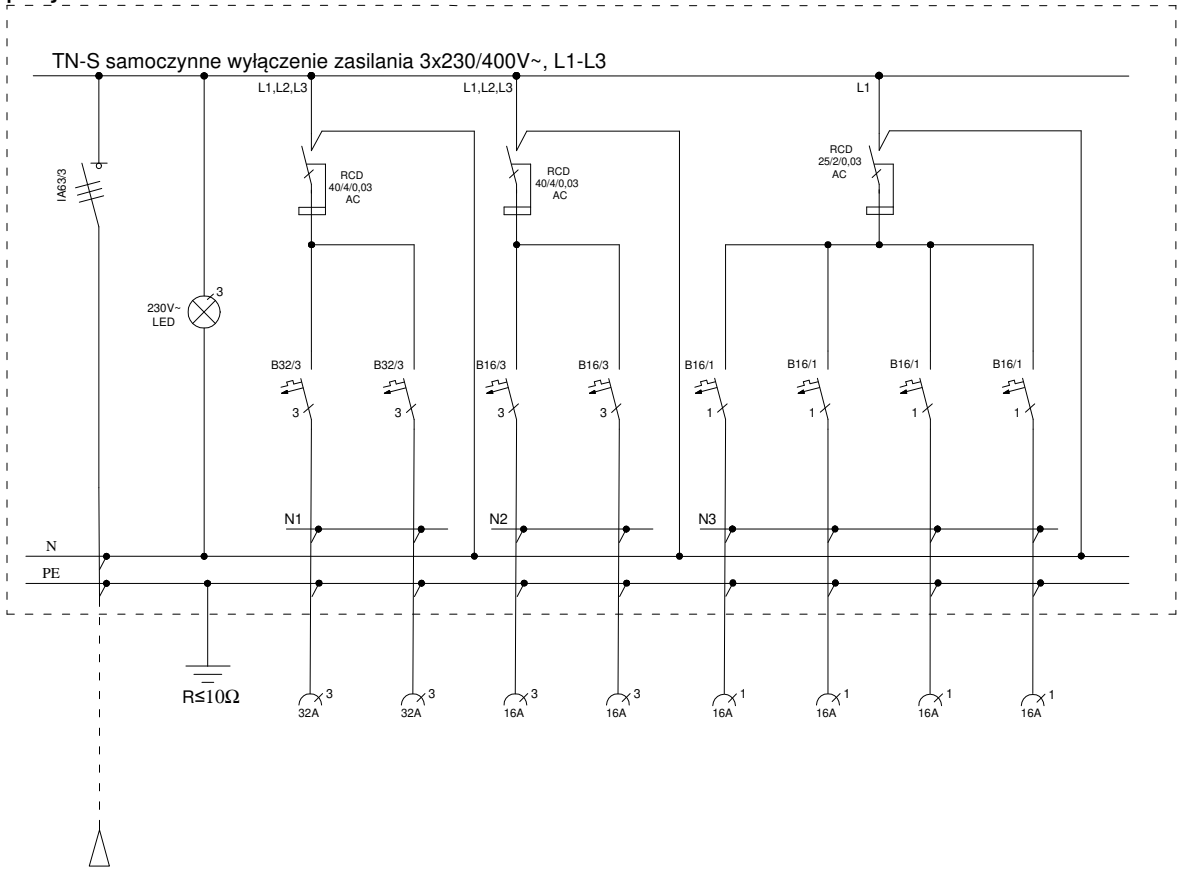 TN-S samoczynne wyłączenie zasilania 3x230/400V~, L1-L3
L1,L2,L3
L1,L2,L3
L1
IA63/3
RCD
40/4/0,03
AC
RCD
40/4/0,03
AC
RCD
25/2/0,03
AC
230V~
LED
3
B32/3
B32/3
B16/3
B16/3
B16/1
B16/1
B16/1
B16/1
3
3
3
3
1
1
1
1
N1
N2
N3
N
PE
R≤10Ω
3
32A
3
32A
3
16A
3
16A
1
16A
1
16A
1
16A
1
16A